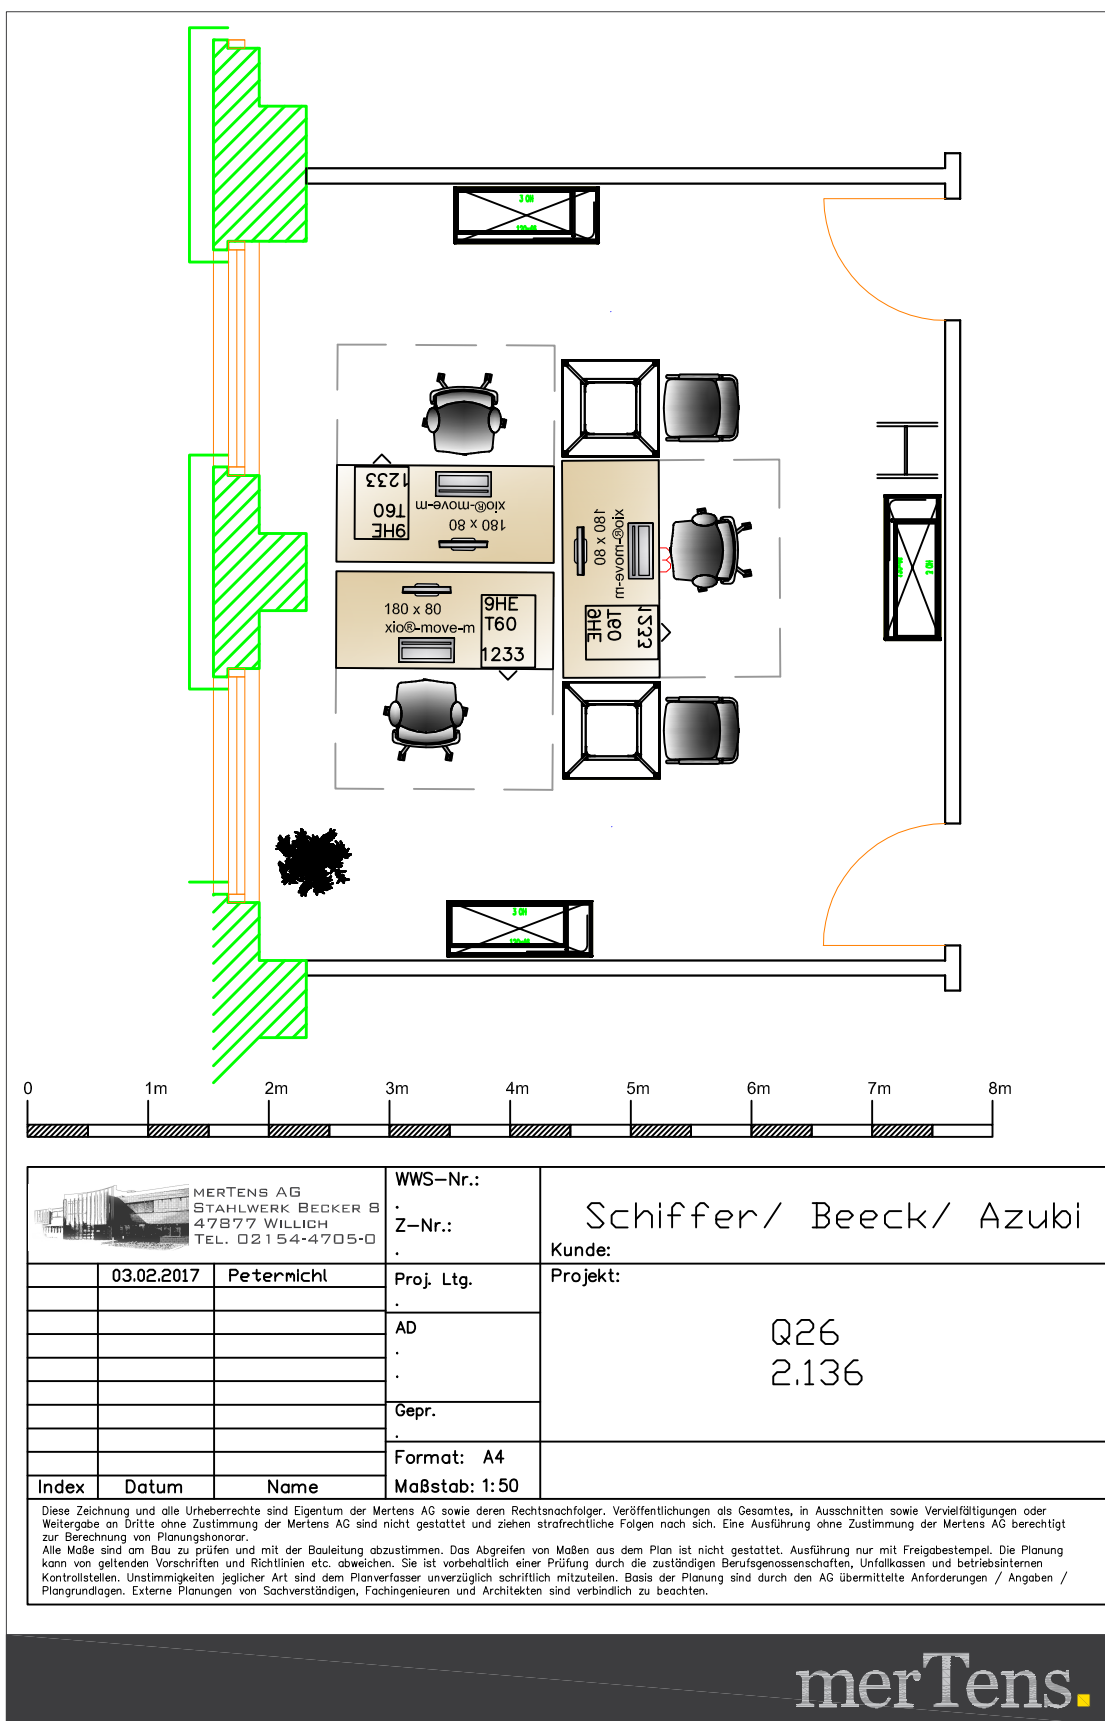 3 OH
120x40
1233
T60
9HE
xio®-move-m
180 x 80
180 x 80
xio®-move-m
9HE
T60
1233
180 x 80
xio®-move-m
9HE
T60
1233
2 OH
3 OH
120x40
0 1m 2m 3m 4m 5m 6m 7m 8m
merTens AG
Stahlwerk Becker 8
47877 Willich
Tel. 02154-4705-0
WWS-Nr.:
.
Z-Nr.:
.
Schiffer/ Beeck/ Azubi
Kunde:
03.02.2017 Petermichl
Proj. Ltg.
.
AD
.
.
Gepr.
.
Projekt:
Q26
2.136
Format: A4
Index Datum Name
Maßstab: 1:50
Diese Zeichnung und alle Urheberrechte sind Eigentum der Mertens AG sowie deren Rechtsnachfolger. Veröffentlichungen als Gesamtes, in Ausschnitten sowie Vervielfältigungen oder
Weitergabe an Dritte ohne Zustimmung der Mertens AG sind nicht gestattet und ziehen strafrechtliche Folgen nach sich. Eine Ausführung ohne Zustimmung der Mertens AG berechtigt
zur Berechnung von Planungshonorar.
Alle Maße sind am Bau zu prüfen und mit der Bauleitung abzustimmen. Das Abgreifen von Maßen aus dem Plan ist nicht gestattet. Ausführung nur mit Freigabestempel. Die Planung
kann von geltenden Vorschriften und Richtlinien etc. abweichen. Sie ist vorbehaltlich einer Prüfung durch die zuständigen Berufsgenossenschaften, Unfallkassen und betriebsinternen
Kontrollstellen. Unstimmigkeiten jeglicher Art sind dem Planverfasser unverzüglich schriftlich mitzuteilen. Basis der Planung sind durch den AG übermittelte Anforderungen / Angaben /
Plangrundlagen. Externe Planungen von Sachverständigen, Fachingenieuren und Architekten sind verbindlich zu beachten.
merTens.